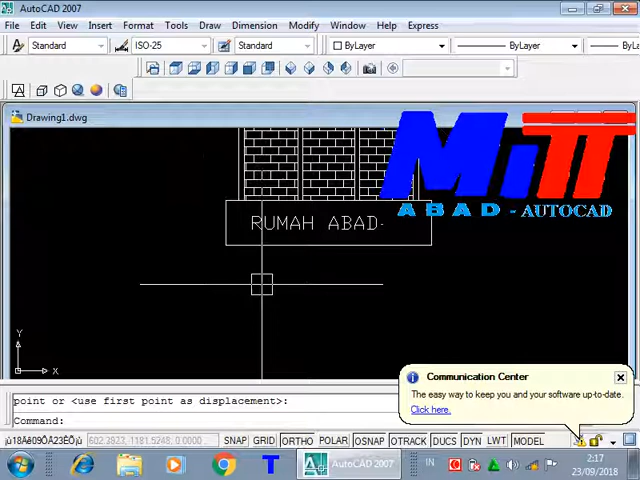 AutoCAD 2007
File Edit View Insert Format Tools Draw Dimension Modify Window Help Express
Standard ISO-25 Standard ByLayer ByLayer
Drawing1.dwg
MiTT
ABAD-AUTOCAD
RUMAH ABAD-
Y
X
Communication Center
The easy way to keep you and your software up-to-date.
Click here.
point or <use first point as displacement>:
Command:
602.3823, 1181.5248, 0.0000 SNAP GRID ORTHO POLAR OSNAP OTRACK DUCS DYN LWT MODEL
AutoCAD 2007 IN 2:17
23/09/2018